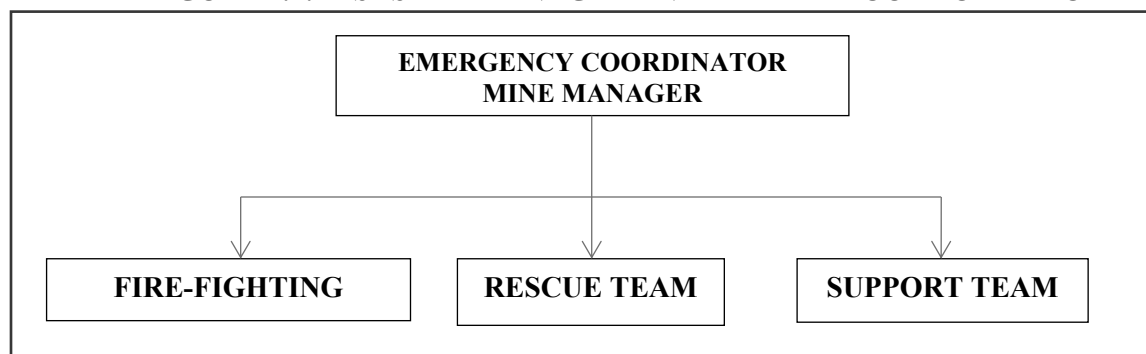 EMERGENCY COORDINATOR
MINE MANAGER
FIRE-FIGHTING
RESCUE TEAM
SUPPORT TEAM